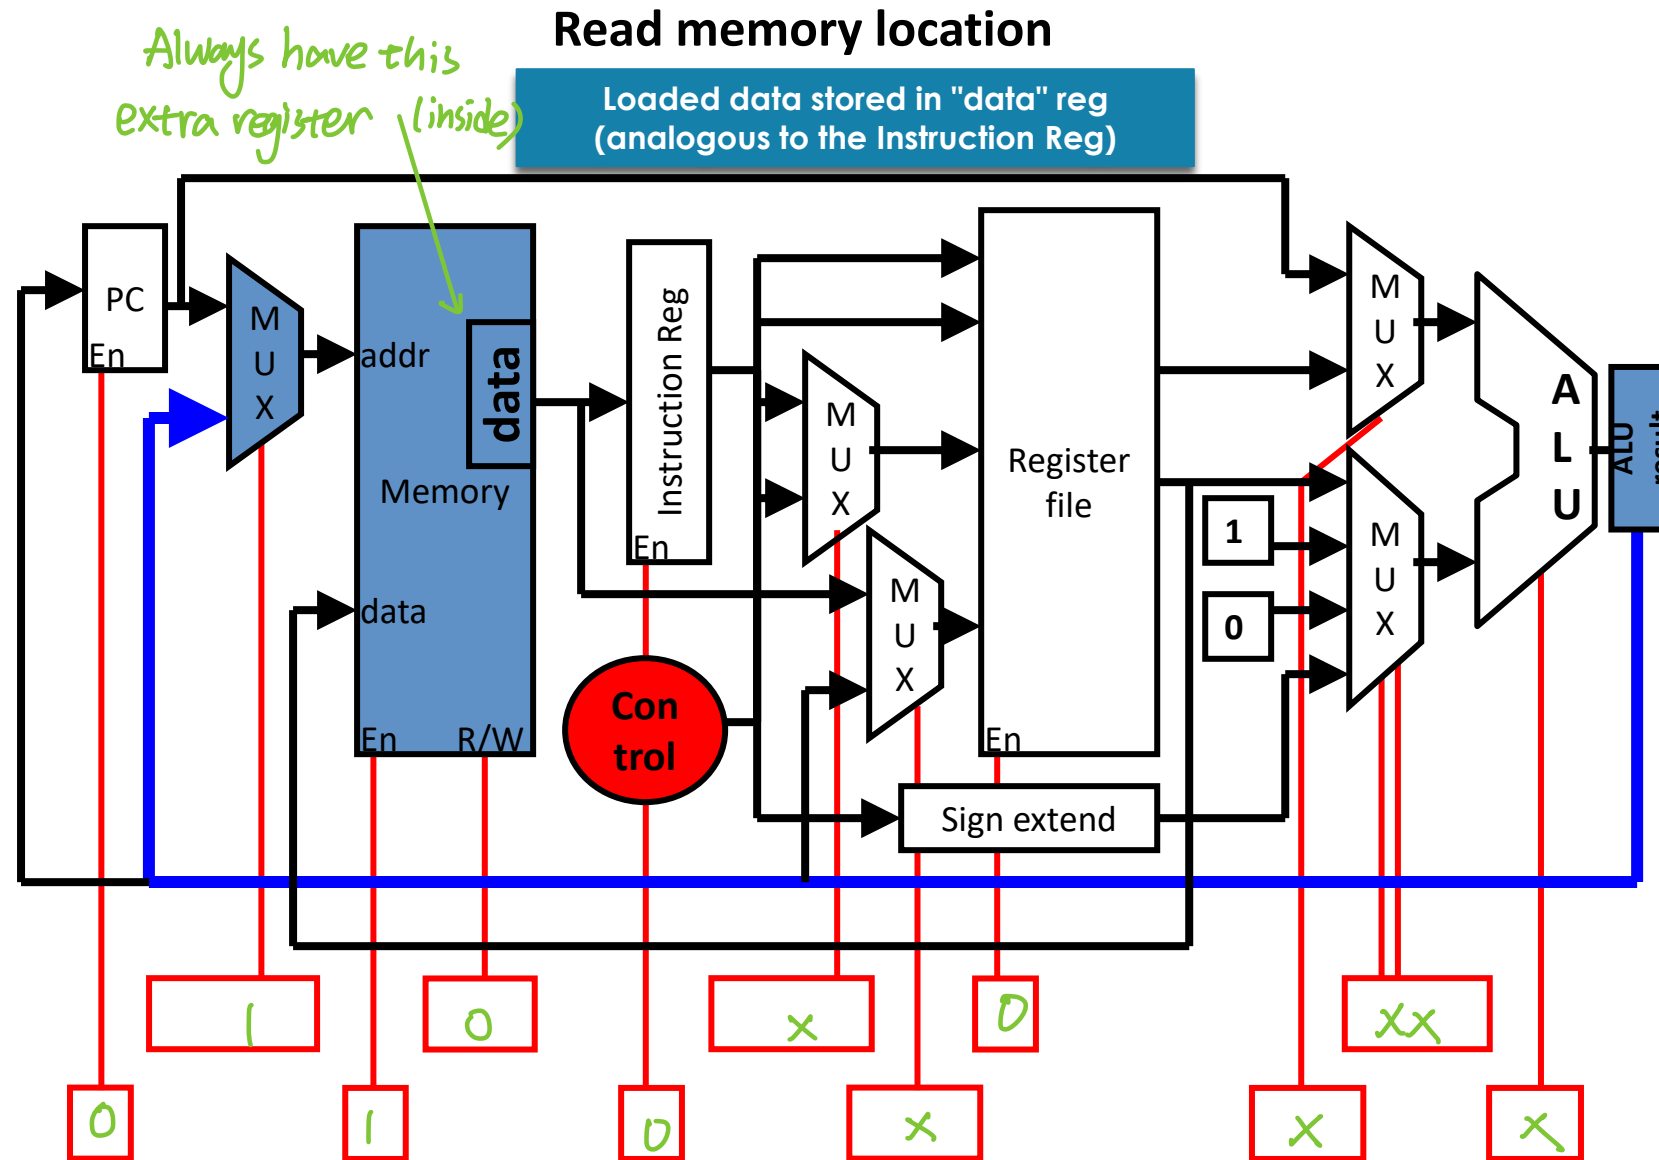 Read memory location
Always have this
extra register (inside)
Loaded data stored in "data" reg
(analogous to the Instruction Reg)
PC
En
M
U
X
addr
data
Memory
data
En
R/W
Instruction Reg
En
Con
trol
M
U
X
M
U
X
Register
file
En
Sign extend
1
0
M
U
X
M
U
X
A
L
U
ALU
result
1
0
x
0
xx
0
1
0
x
x
x